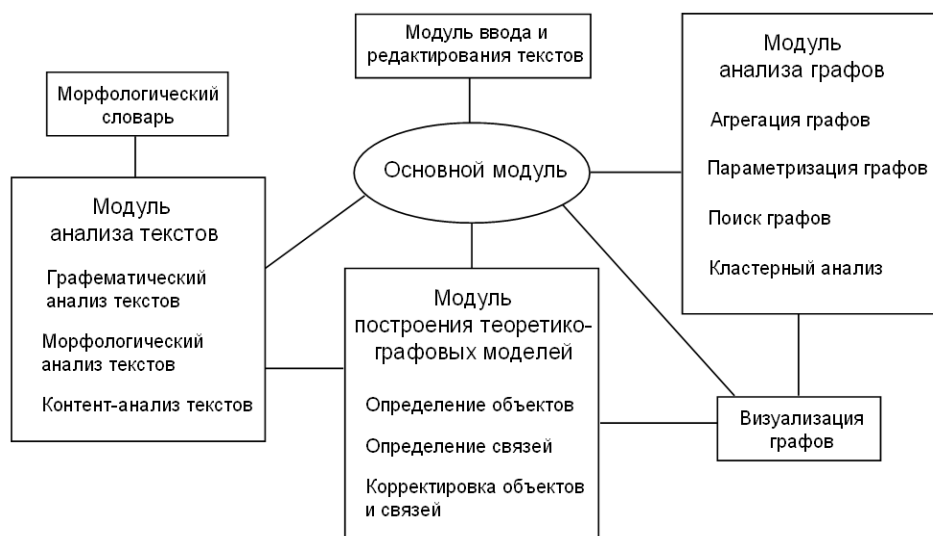 Модуль ввода и
редактирования текстов
Модуль
анализа графов
Агрегация графов
Параметризация графов
Поиск графов
Кластерный анализ
Морфологический
словарь
Основной модуль
Модуль
анализа текстов
Графематический
анализ текстов
Морфологический
анализ текстов
Контент-анализ текстов
Модуль
построения теоретико-
графовых моделей
Определение объектов
Определение связей
Корректировка объектов
и связей
Визуализация
графов